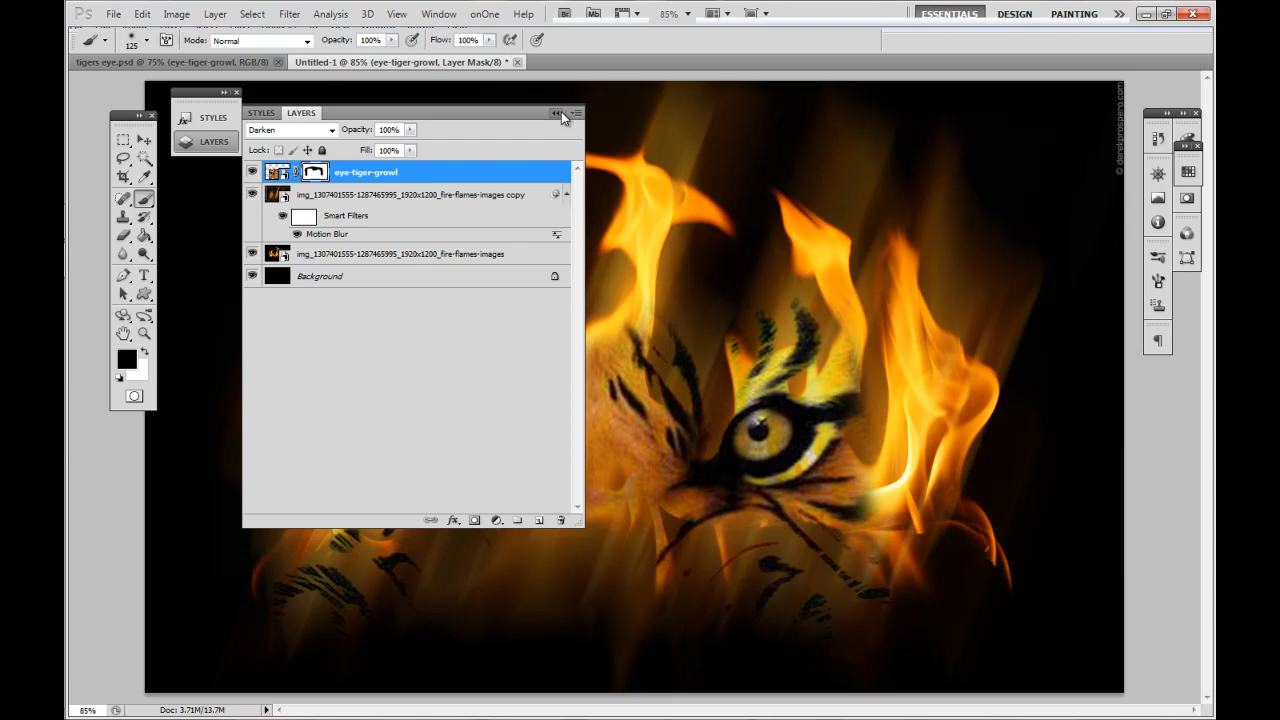 Ps File Edit Image Layer Select Filter Analysis 3D View Window onOne Help Br Mb 85% ESSENTIALS DESIGN PAINTING
125 Mode: Normal Opacity: 100% Flow: 100%
tigers eye.psd @ 75% (eye-tiger-growl, RGB/8) Untitled-1 @ 85% (eye-tiger-growl, Layer Mask/8) *
STYLES
LAYERS
STYLES LAYERS
Darken Opacity: 100%
Lock: Fill: 100%
eye-tiger-growl
img_1307401555-1287465995_1920x1200_fire-flames-images copy
Smart Filters
Motion Blur
img_1307401555-1287465995_1920x1200_fire-flames-images
Background
fx
© derekprospero.com
85% Doc: 3.71M/13.7M